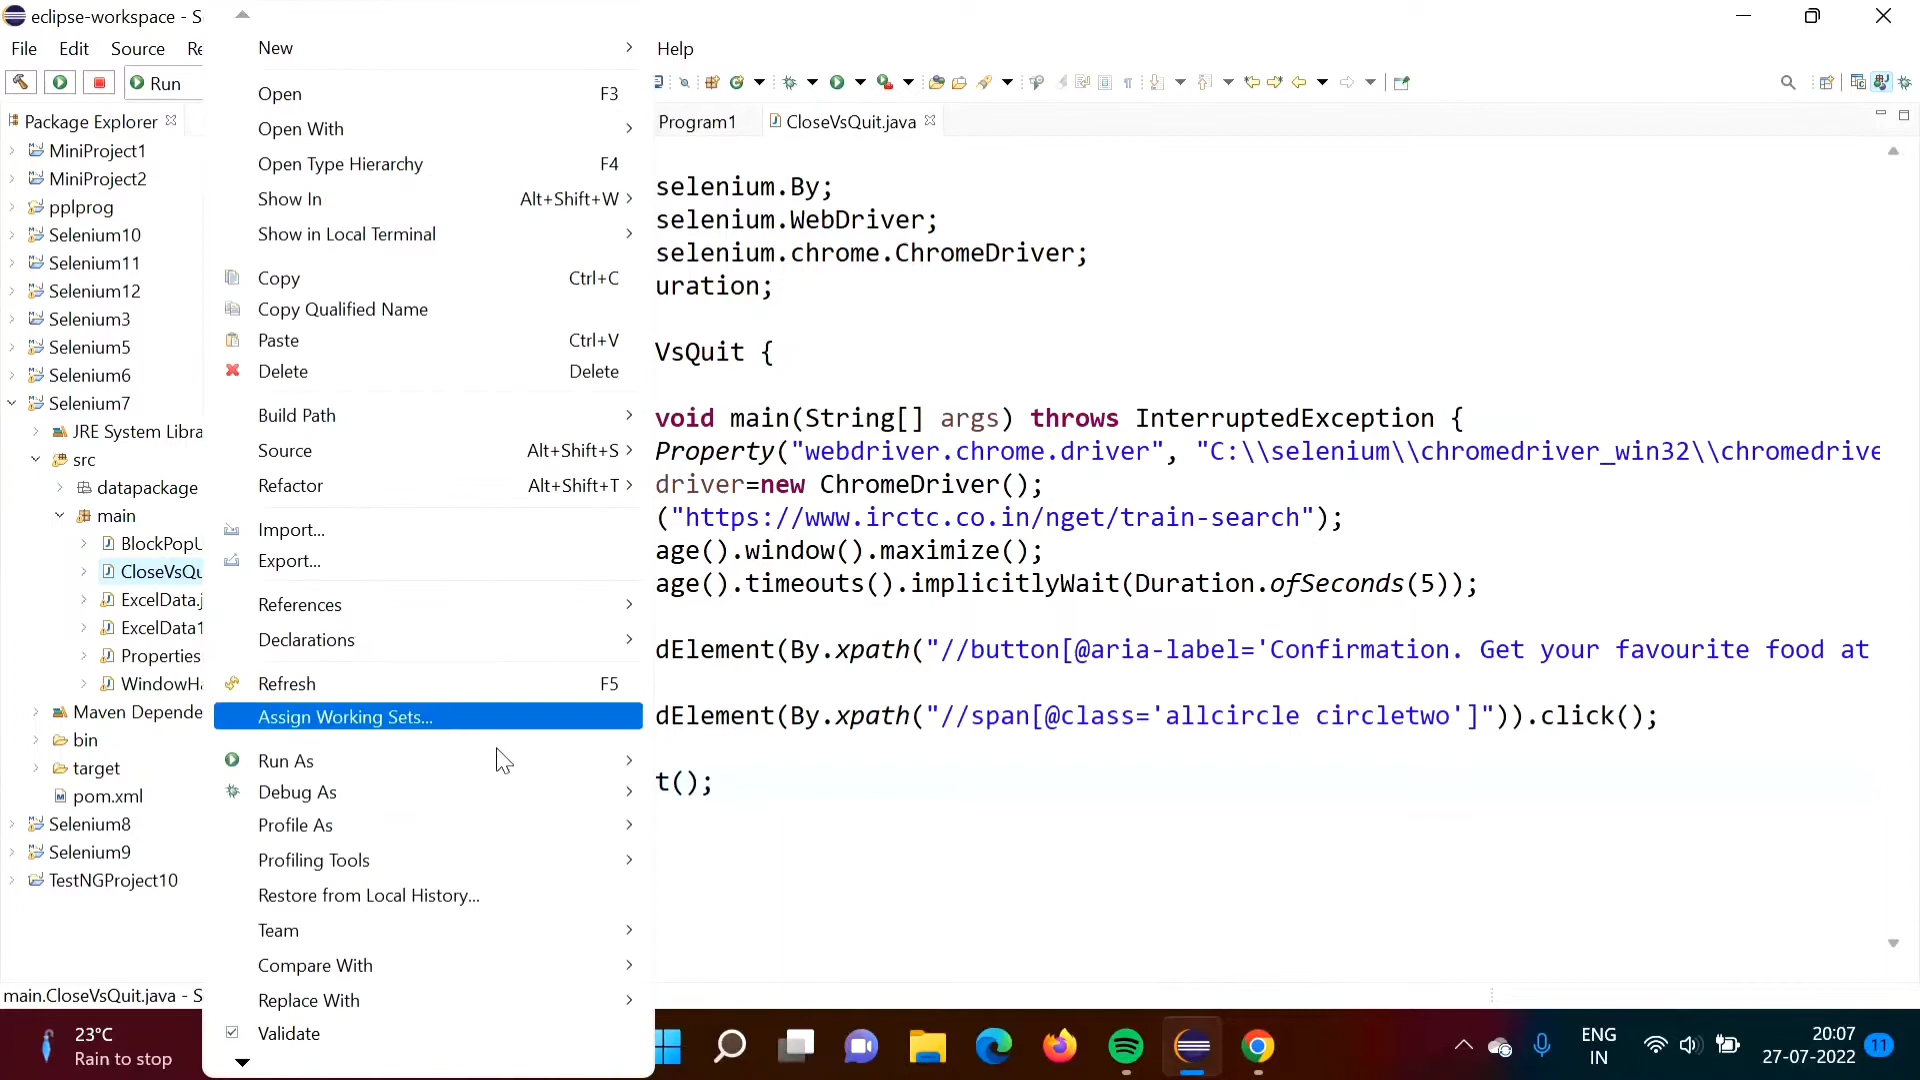 eclipse-workspace - S
File Edit Source Re
Help
Run
Package Explorer
Program1
CloseVsQuit.java
MiniProject1
MiniProject2
pplprog
Selenium10
Selenium11
Selenium12
Selenium3
Selenium5
Selenium6
Selenium7
JRE System Libra
src
datapackage
main
BlockPopU
CloseVsQu
ExcelData.j
ExcelData1
Properties
WindowHa
Maven Depende
bin
target
pom.xml
Selenium8
Selenium9
TestNGProject10
main.CloseVsQuit.java - S
New
Open F3
Open With
Open Type Hierarchy F4
Show In Alt+Shift+W
Show in Local Terminal
Copy Ctrl+C
Copy Qualified Name
Paste Ctrl+V
Delete Delete
Build Path
Source Alt+Shift+S
Refactor Alt+Shift+T
Import...
Export...
References
Declarations
Refresh F5
Assign Working Sets...
Run As
Debug As
Profile As
Profiling Tools
Restore from Local History...
Team
Compare With
Replace With
Validate
selenium.By;
selenium.WebDriver;
selenium.chrome.ChromeDriver;
uration;
VsQuit {
void main(String[] args) throws InterruptedException {
Property("webdriver.chrome.driver", "C:\\selenium\\chromedriver_win32\\chromedrive
driver=new ChromeDriver();
("https://www.irctc.co.in/nget/train-search");
age().window().maximize();
age().timeouts().implicitlyWait(Duration.ofSeconds(5));
dElement(By.xpath("//button[@aria-label='Confirmation. Get your favourite food at
dElement(By.xpath("//span[@class='allcircle circletwo']")).click();
t();
23°C
Rain to stop
ENG
IN
20:07
27-07-2022
11